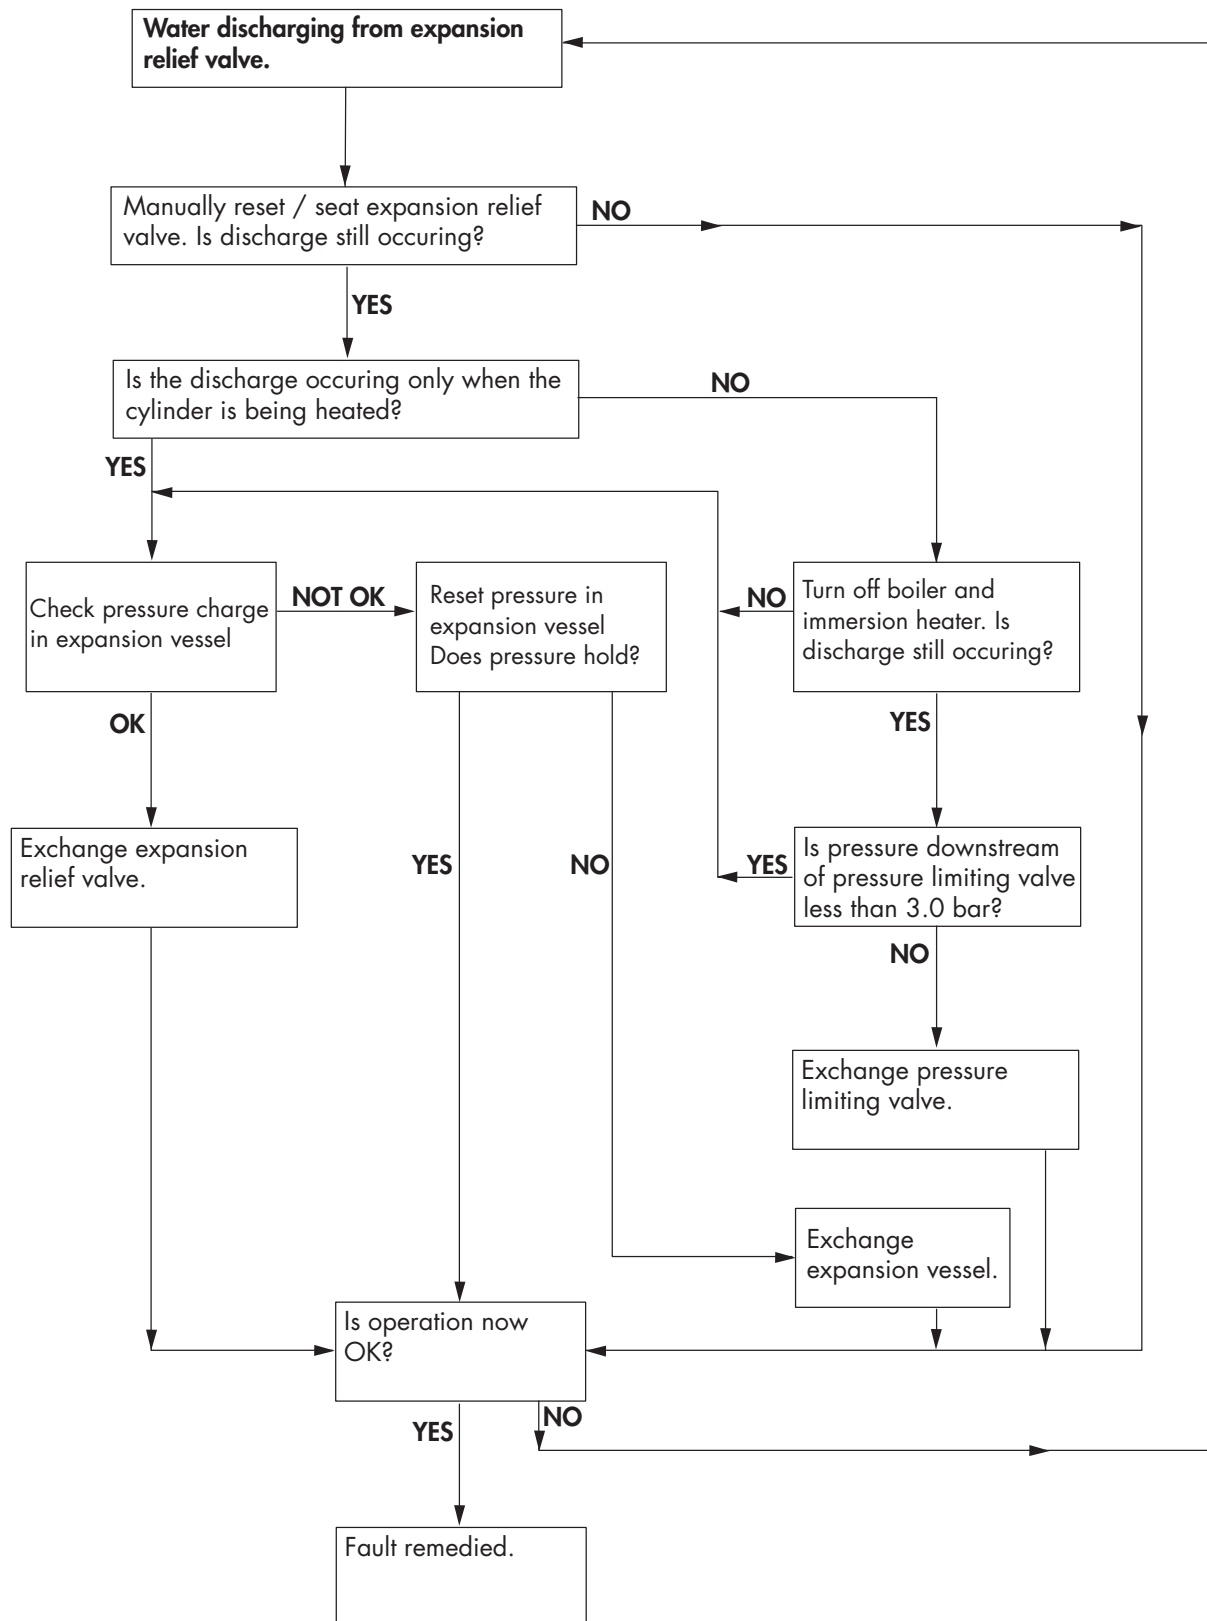 Water discharging from expansion
relief valve.
Manually reset / seat expansion relief
valve. Is discharge still occuring?
NO
YES
Is the discharge occuring only when the
cylinder is being heated?
NO
YES
Check pressure charge
in expansion vessel
NOT OK
Reset pressure in
expansion vessel
Does pressure hold?
NO
Turn off boiler and
immersion heater. Is
discharge still occuring?
OK
YES
Exchange expansion
relief valve.
YES
NO
YES
Is pressure downstream
of pressure limiting valve
less than 3.0 bar?
NO
Exchange pressure
limiting valve.
Exchange
expansion vessel.
Is operation now
OK?
YES
NO
Fault remedied.